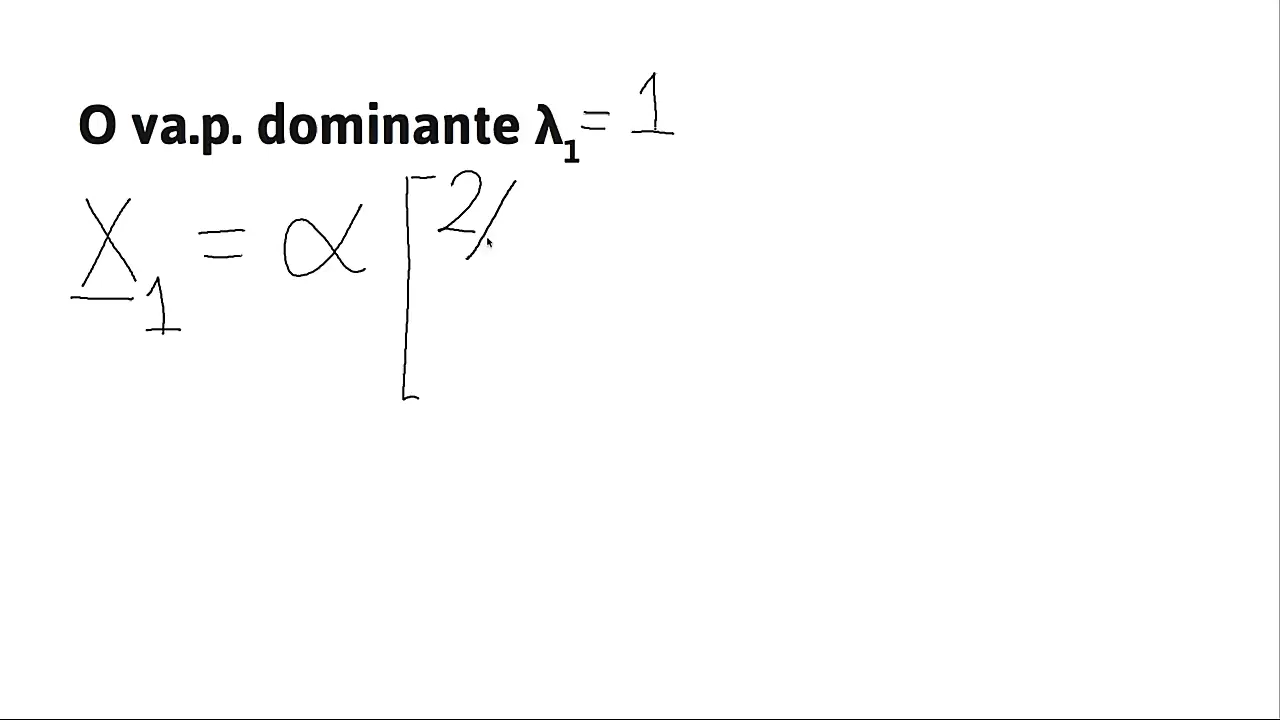 O va.p. dominante λ₁ = 1
X₁ = α [ 2/